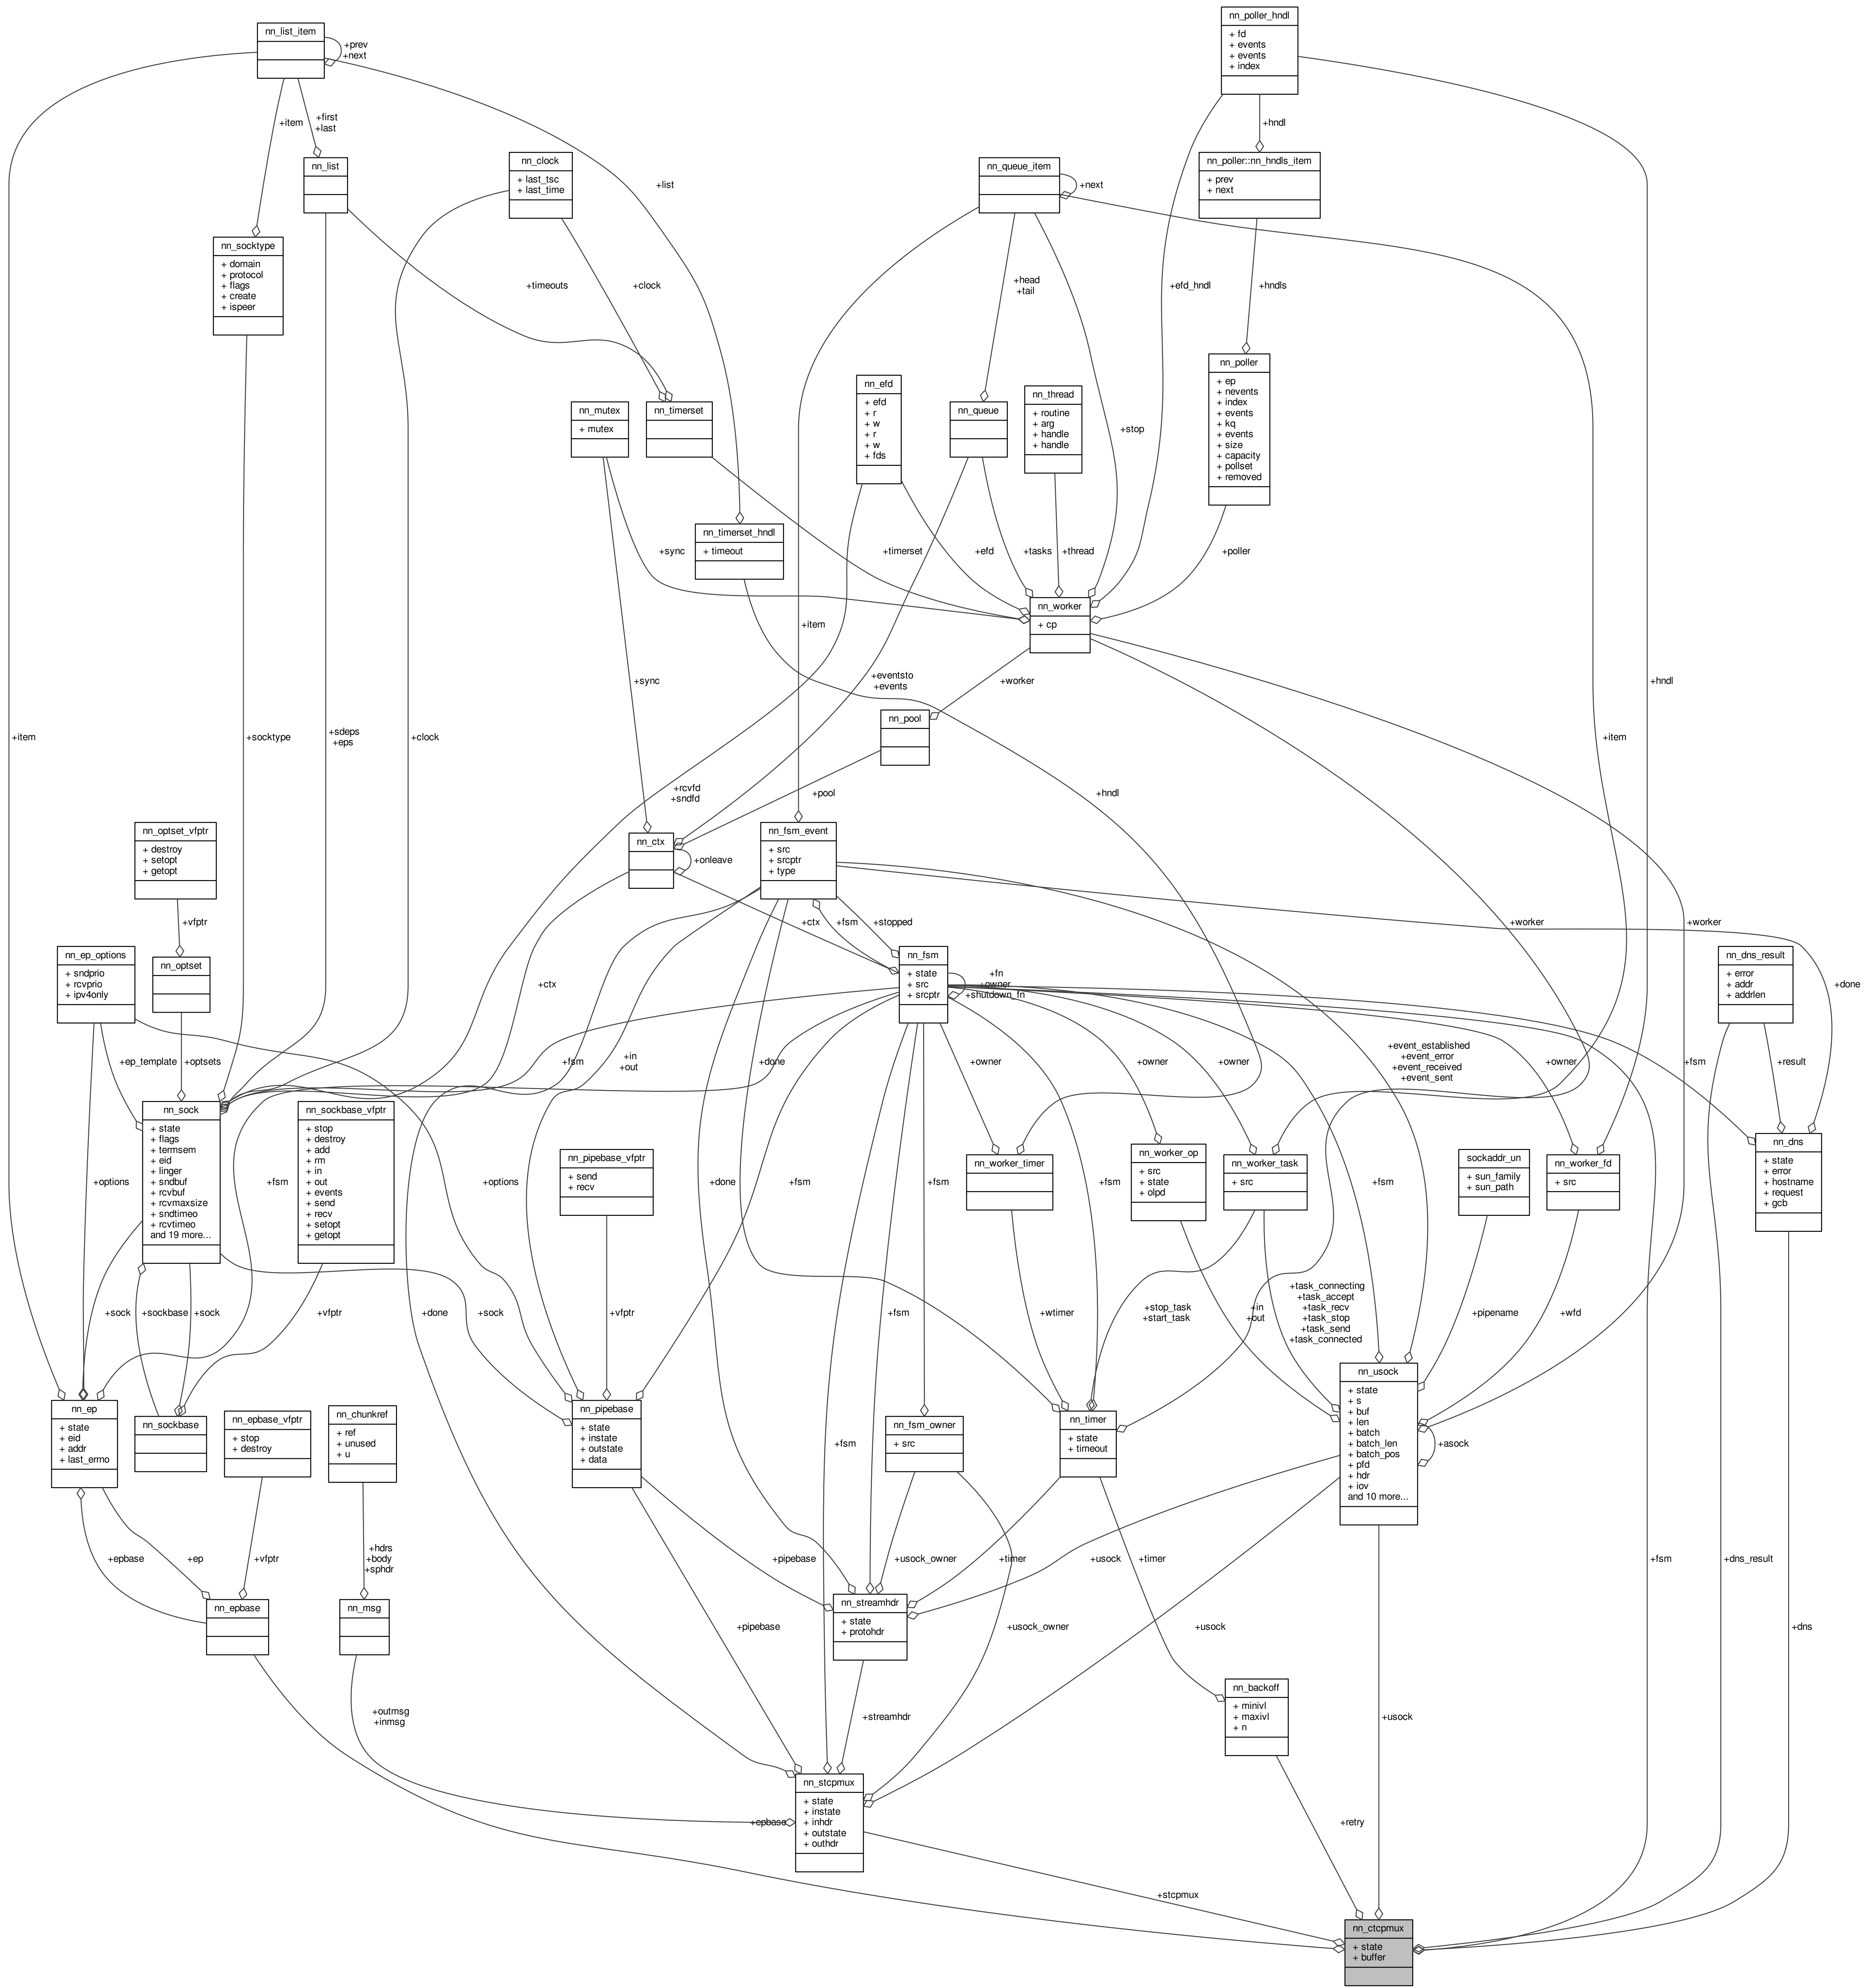 nn_poller_hndl
+ fd
+ events
+ events
+ index
nn_list_item
+prev
+next
+first
+last
+item
+hndl
nn_clock
+ last_tsc
+ last_time
nn_poller::nn_hndls_item
+ prev
+ next
nn_list
nn_queue_item
+next
+list
nn_socktype
+ domain
+ protocol
+ flags
+ create
+ ispeer
+timeouts
+clock
+head
+tail
+efd_hndl
+hndls
nn_poller
+ ep
+ nevents
+ index
+ events
+ kq
+ events
+ size
+ capacity
+ pollset
+ removed
nn_efd
+ efd
+ r
+ w
+ r
+ w
+ fds
nn_thread
+ routine
+ arg
+ handle
+ handle
nn_mutex
+ mutex
nn_timerset
nn_queue
+stop
nn_timerset_hndl
+ timeout
+sync
+timerset
+efd
+tasks
+thread
+poller
nn_worker
+ cp
+item
+sync
+eventsto
+events
+worker
+hndl
nn_pool
+item
+socktype
+sdeps
+eps
+clock
+item
+rcvfd
+sndfd
+pool
+hndl
nn_optset_vfptr
+ destroy
+ setopt
+ getopt
nn_ctx
+onleave
nn_fsm_event
+ src
+ srcptr
+ type
+vfptr
+ctx
+fsm
+stopped
+worker
+worker
nn_ep_options
+ sndprio
+ rcvprio
+ ipv4only
nn_optset
+ctx
nn_fsm
+ state
+ src
+ srcptr
+fn
+owner
+shutdown_fn
nn_dns_result
+ error
+ addr
+ addrlen
+done
+ep_template
+optsets
+fsm
+in
+out
+done
+owner
+owner
+owner
+event_established
+event_error
+event_received
+event_sent
+owner
+fsm
+result
nn_sock
+ state
+ flags
+ termsem
+ eid
+ linger
+ sndbuf
+ rcvbuf
+ rcvmaxsize
+ sndtimeo
+ rcvtimeo
and 19 more...
nn_sockbase_vfptr
+ stop
+ destroy
+ add
+ rm
+ in
+ out
+ events
+ send
+ recv
+ setopt
+ getopt
nn_pipebase_vfptr
+ send
+ recv
nn_worker_timer
nn_worker_op
+ src
+ state
+ olpd
nn_worker_task
+ src
sockaddr_un
+ sun_family
+ sun_path
nn_worker_fd
+ src
nn_dns
+ state
+ error
+ hostname
+ request
+ gcb
+options
+fsm
+options
+done
+fsm
+fsm
+fsm
+fsm
+sock
+sockbase
+sock
+vfptr
+done
+sock
+vfptr
+fsm
+wtimer
+stop_task
+start_task
+in
+out
+task_connecting
+task_accept
+task_recv
+task_stop
+task_send
+task_connected
+pipename
+wfd
nn_ep
+ state
+ eid
+ addr
+ last_errno
nn_sockbase
nn_epbase_vfptr
+ stop
+ destroy
nn_chunkref
+ ref
+ unused
+ u
nn_pipebase
+ state
+ instate
+ outstate
+ data
nn_fsm_owner
+ src
nn_timer
+ state
+ timeout
nn_usock
+ state
+ s
+ buf
+ len
+ batch
+ batch_len
+ batch_pos
+ pfd
+ hdr
+ iov
and 10 more...
+asock
+fsm
+epbase
+ep
+vfptr
+hdrs
+body
+sphdr
+pipebase
+usock_owner
+timer
+usock
+timer
+fsm
+dns_result
nn_epbase
nn_msg
nn_streamhdr
+ state
+ protohdr
+pipebase
+usock_owner
+usock
+dns
nn_backoff
+ minivl
+ maxivl
+ n
+outmsg
+inmsg
+streamhdr
+usock
nn_stcpmux
+ state
+ instate
+ inhdr
+ outstate
+ outhdr
+epbase
+retry
+stcpmux
nn_ctcpmux
+ state
+ buffer